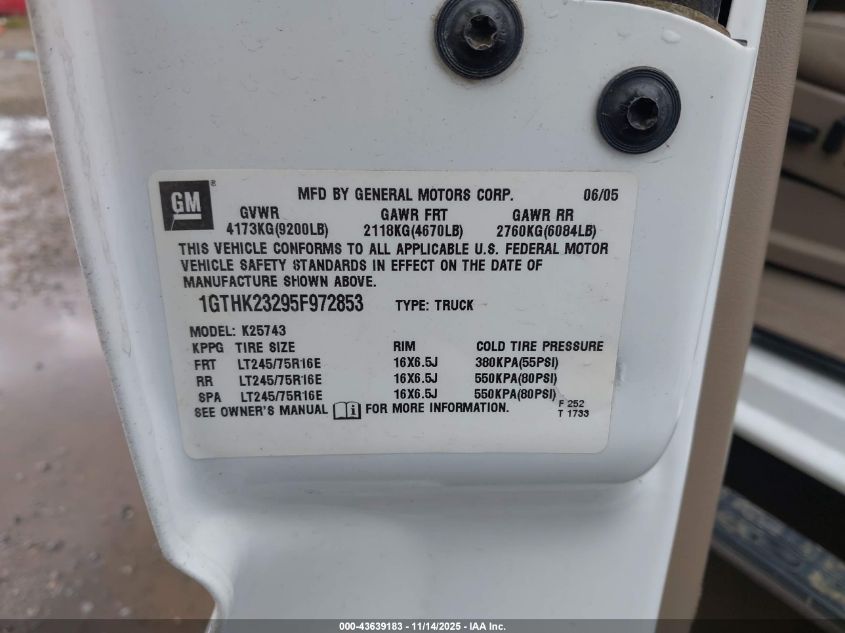 GM ® MFD BY GENERAL MOTORS CORP. 06/05
GVWR GAWR FRT GAWR RR
4173KG(9200LB) 2118KG(4670LB) 2760KG(6084LB)
THIS VEHICLE CONFORMS TO ALL APPLICABLE U.S. FEDERAL MOTOR
VEHICLE SAFETY STANDARDS IN EFFECT ON THE DATE OF
MANUFACTURE SHOWN ABOVE.
1GTHK23295F972853 TYPE: TRUCK
MODEL: K25743
KPPG TIRE SIZE RIM COLD TIRE PRESSURE
FRT LT245/75R16E 16X6.5J 380KPA(55PSI)
RR LT245/75R16E 16X6.5J 550KPA(80PSI)
SPA LT245/75R16E 16X6.5J 550KPA(80PSI)
SEE OWNER'S MANUAL i FOR MORE INFORMATION.
F 252
T 1733
000-43639183 | 11/14/2025 - IAA Inc.